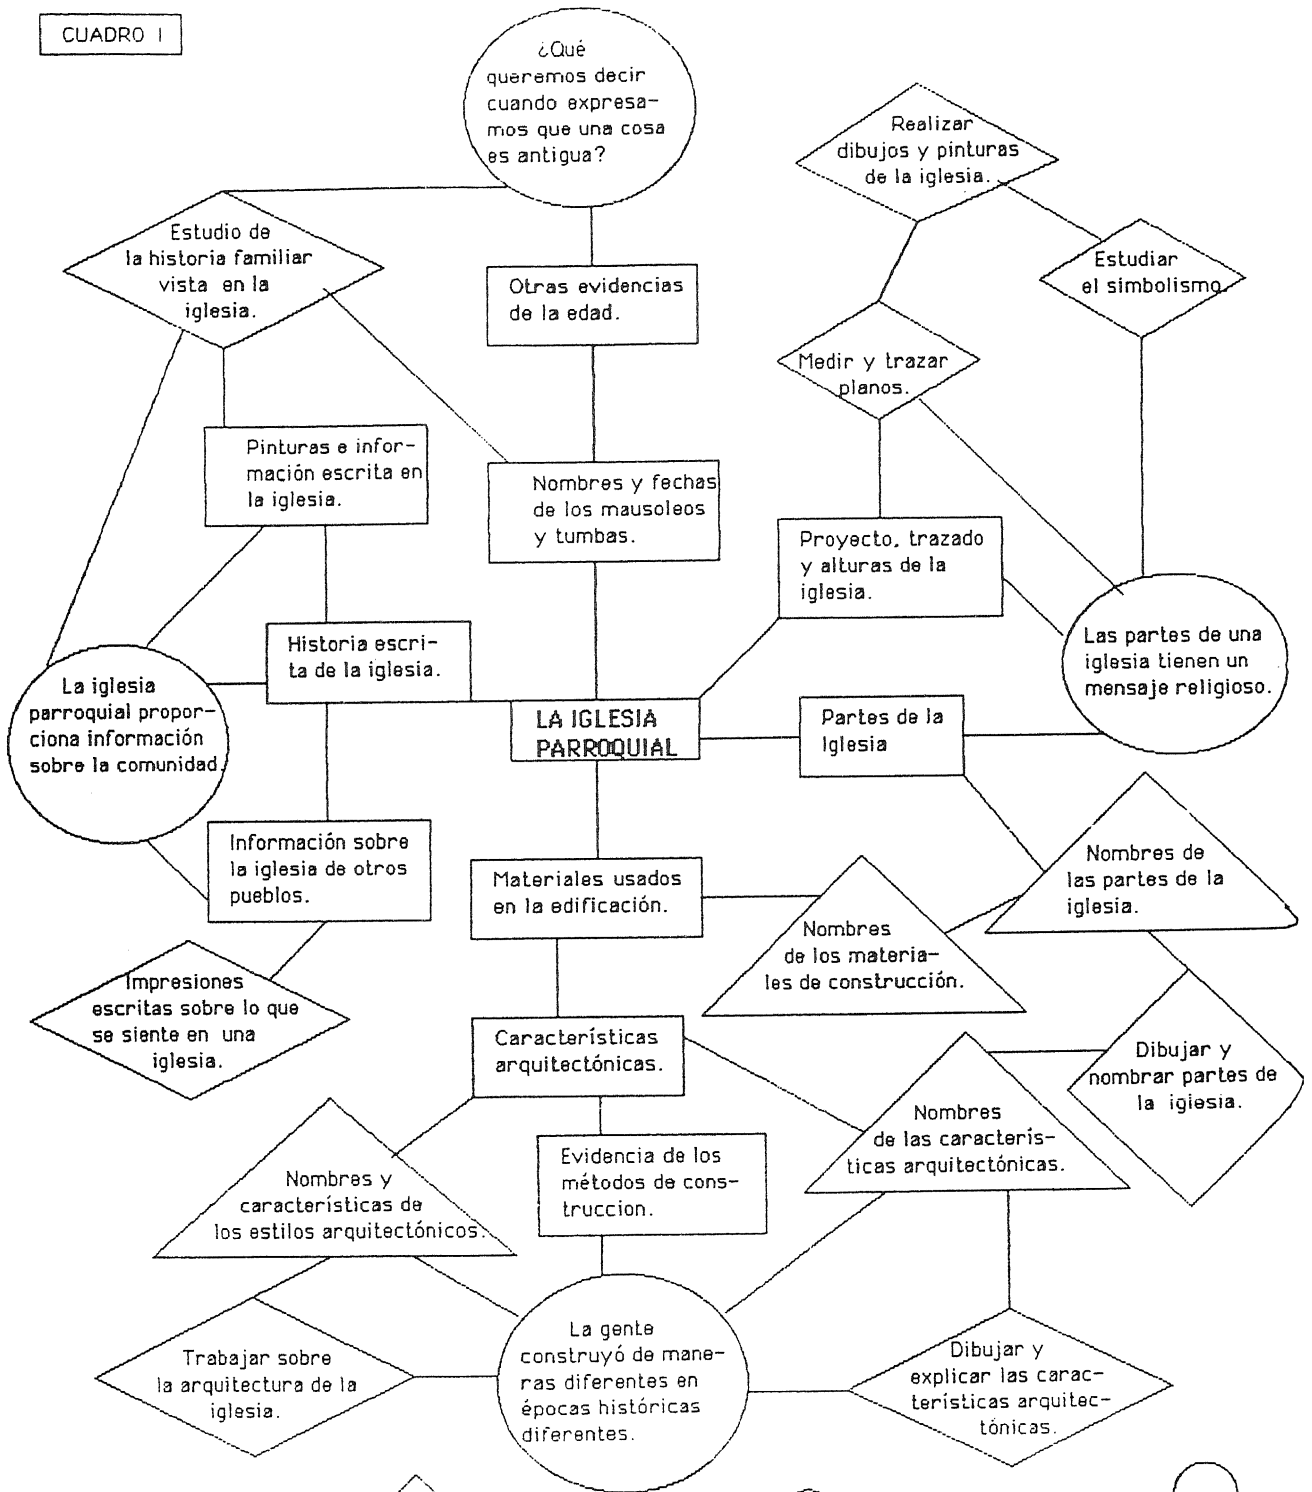 CUADRO I
¿Qué
queremos decir
cuando expresa-
mos que una cosa
es antigua?
Realizar
dibujos y pinturas
de la iglesia.
Estudio de
la historia familiar
vista en la
iglesia.
Otras evidencias
de la edad.
Estudiar
el simbolismo.
Medir y trazar
planos.
Pinturas e infor-
mación escrita en
la iglesia.
Nombres y fechas
de los mausoleos
y tumbas.
Proyecto, trazado
y alturas de la
iglesia.
Historia escri-
ta de la iglesia.
Las partes de una
iglesia tienen un
mensaje religioso.
La iglesia
parroquial propor-
ciona información
sobre la comunidad.
LA IGLESIA
PARROQUIAL
Partes de la
Iglesia
Información sobre
la iglesia de otros
pueblos.
Materiales usados
en la edificación.
Nombres
de los materia-
les de construcción.
Nombres de
las partes de la
iglesia.
Impresiones
escritas sobre lo que
se siente en una
iglesia.
Características
arquitectónicas.
Dibujar y
nombrar partes de
la iglesia.
Nombres
de las caracterís-
ticas arquitectónicas.
Nombres y
características de
los estilos arquitectónicos.
Evidencia de los
métodos de cons-
truccion.
La gente
construyó de mane-
ras diferentes en
épocas históricas
diferentes.
Trabajar sobre
la arquitectura de la
iglesia.
Dibujar y
explicar las carac-
terísticas arquitec-
tónicas.